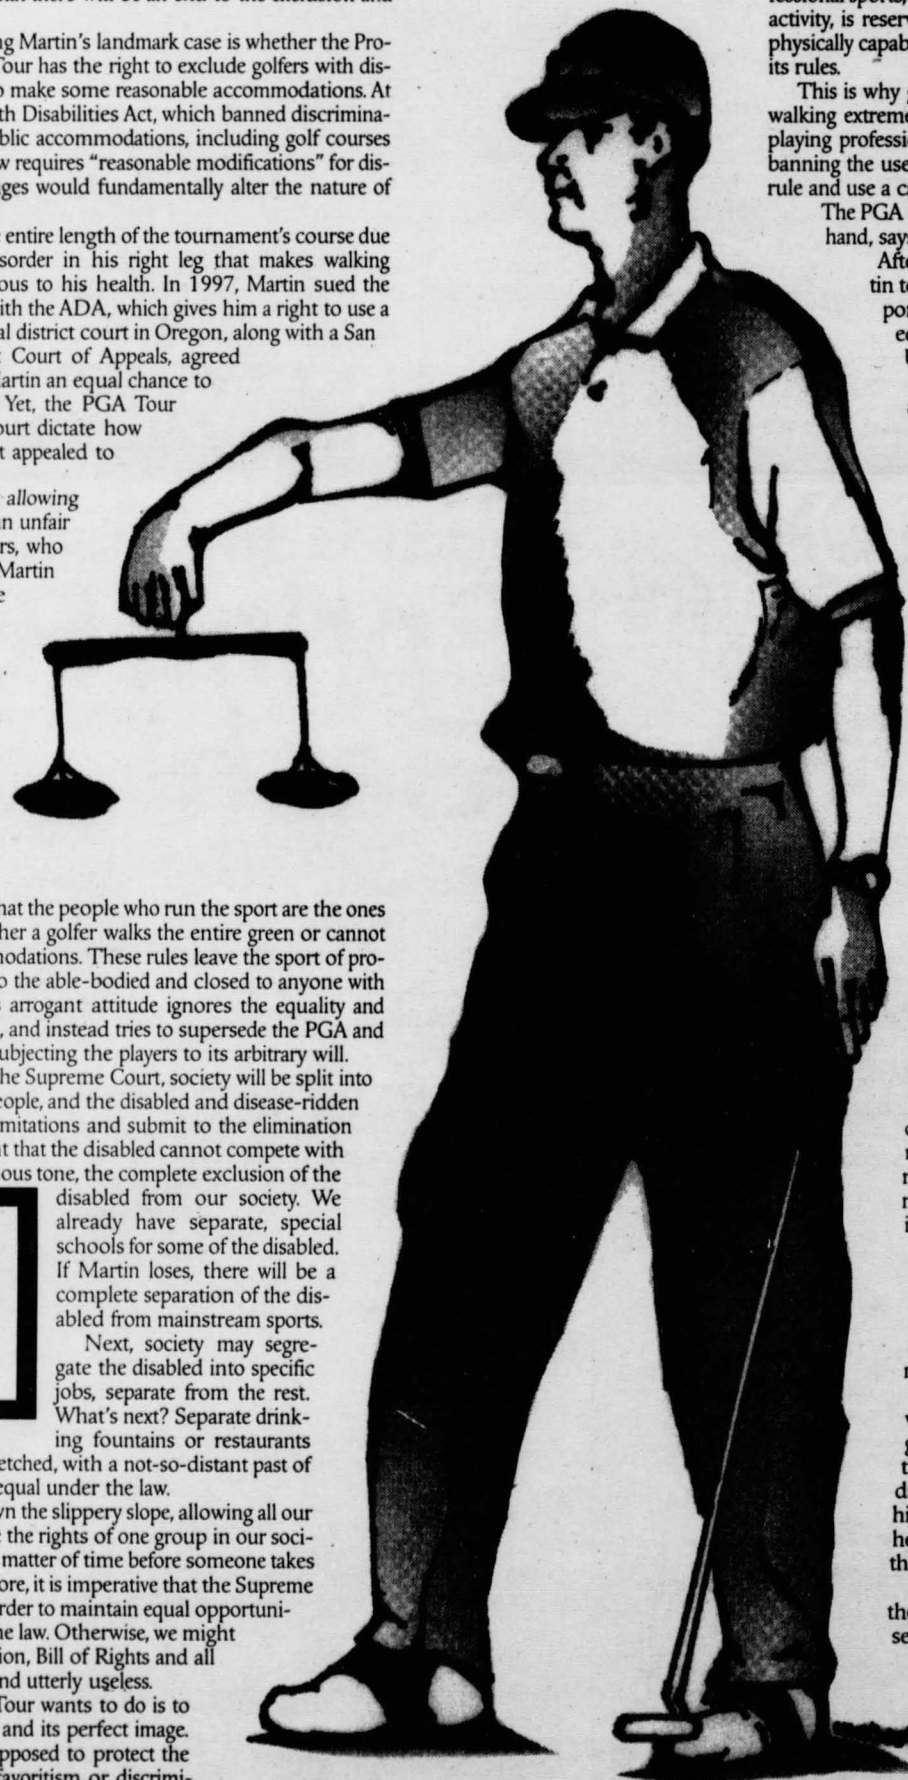 ng Martin's landmark case is whether the Pro-
Tour has the right to exclude golfers with dis-
o make some reasonable accommodations. At
th Disabilities Act, which banned discrimina-
blic accommodations, including golf courses
w requires "reasonable modifications" for dis-
ges would fundamentally alter the nature of
entire length of the tournament's course due
sorder in his right leg that makes walking
ous to his health. In 1997, Martin sued the
ith the ADA, which gives him a right to use a
al district court in Oregon, along with a San
Court of Appeals, agreed
artin an equal chance to
Yet, the PGA Tour
ourt dictate how
t appealed to
allowing
n unfair
rs, who
Martin
e
hat the people who run the sport are the ones
her a golfer walks the entire green or cannot
nodations. These rules leave the sport of pro-
o the able-bodied and closed to anyone with
arrogant attitude ignores the equality and
, and instead tries to supersede the PGA and
ubjecting the players to its arbitrary will.
he Supreme Court, society will be split into
eople, and the disabled and disease-ridden
mitations and submit to the elimination
t that the disabled cannot compete with
ous tone, the complete exclusion of the
disabled from our society. We
already have separate, special
schools for some of the disabled.
If Martin loses, there will be a
complete separation of the dis-
abled from mainstream sports.
Next, society may segre-
gate the disabled into specific
jobs, separate from the rest.
What's next? Separate drink-
ing fountains or restaurants
etched, with a not-so-distant past of
equal under the law.
vn the slippery slope, allowing all our
the rights of one group in our soci-
matter of time before someone takes
ore, it is imperative that the Supreme
rder to maintain equal opportuni-
he law. Otherwise, we might
ion, Bill of Rights and all
nd utterly useless.
Tour wants to do is to
and its perfect image.
pposed to protect the
favoritism or discrimi-
activity, is reser
physically capab
its rules.
This is why
walking extreme
playing professi
banning the use
rule and use a ca
The PGA
hand, says
Afte
tin to
por
ec
hi
he
th
the
se